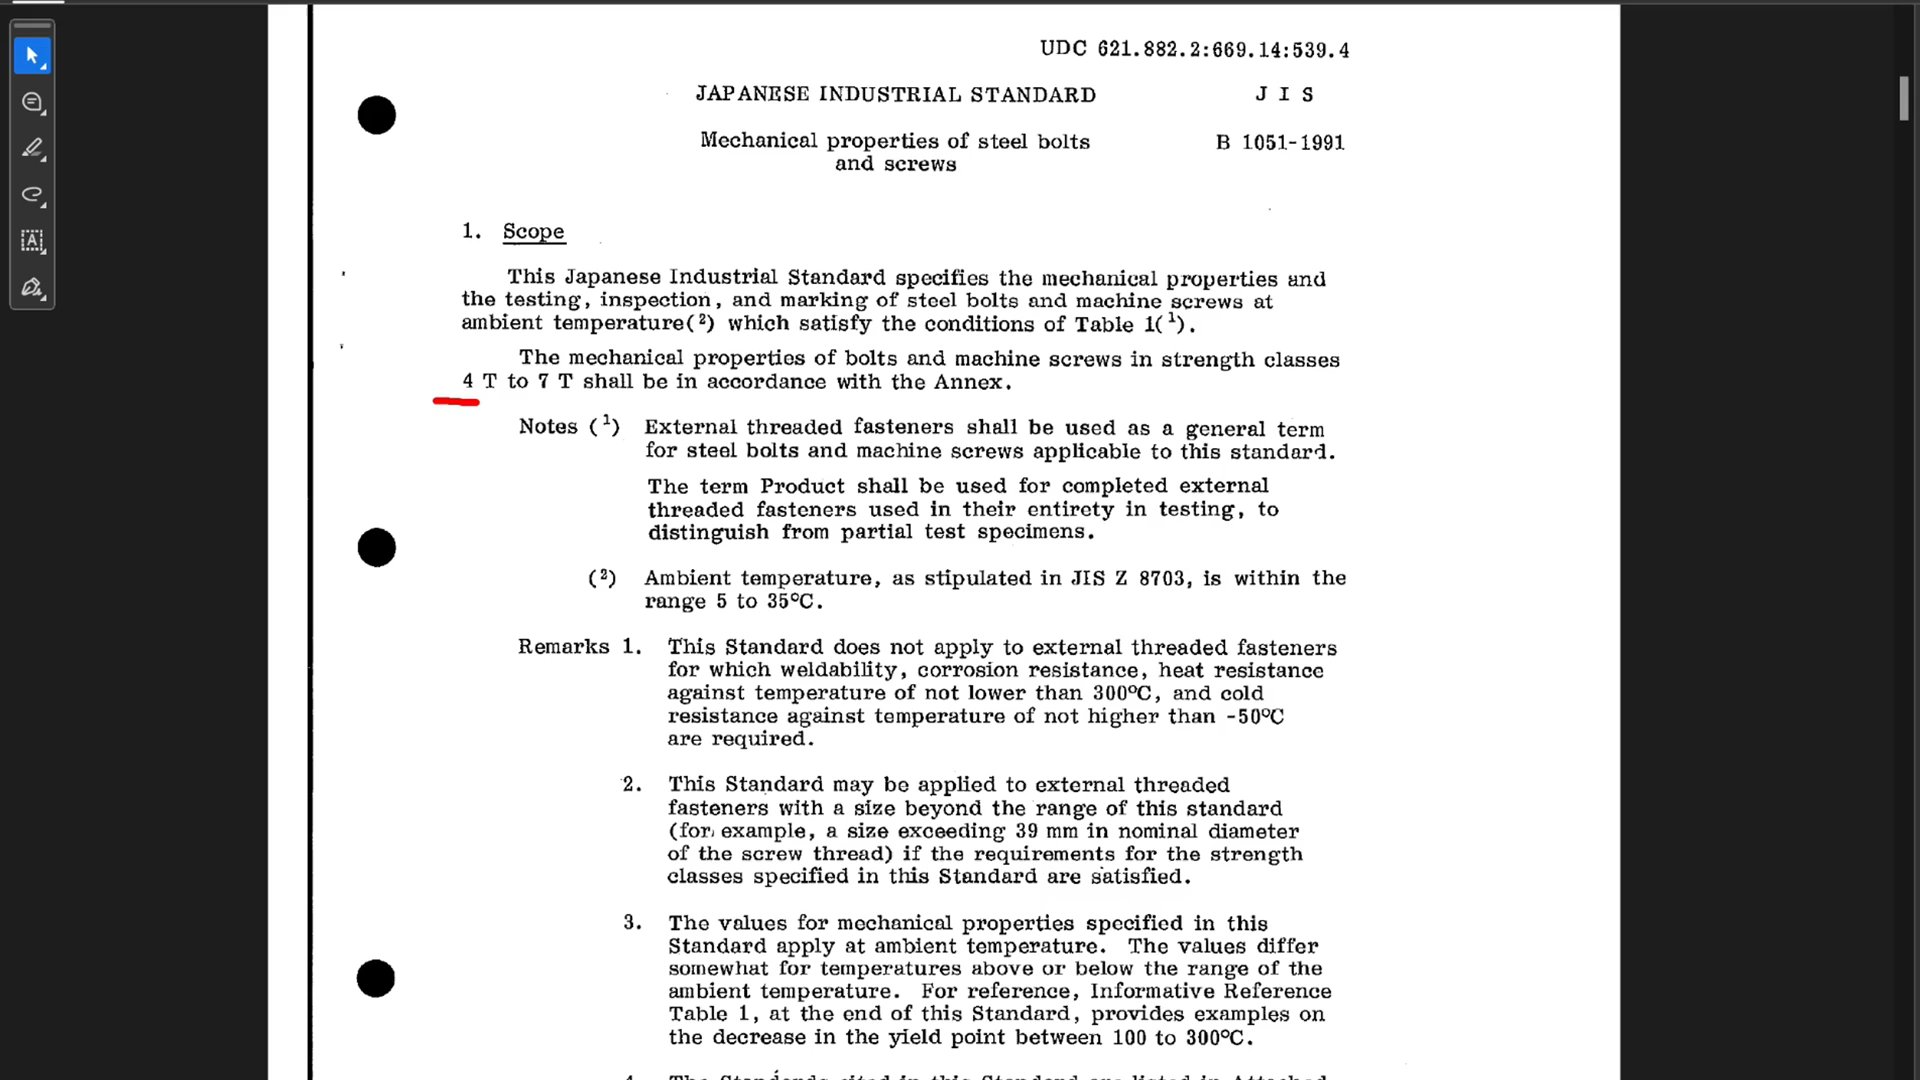 UDC 621.882.2:669.14:539.4
JAPANESE INDUSTRIAL STANDARD
J I S
Mechanical properties of steel bolts
and screws
B 1051-1991
1. Scope
This Japanese Industrial Standard specifies the mechanical properties and
the testing, inspection, and marking of steel bolts and machine screws at
ambient temperature(²) which satisfy the conditions of Table 1(¹).
The mechanical properties of bolts and machine screws in strength classes
4 T to 7 T shall be in accordance with the Annex.
Notes (¹) External threaded fasteners shall be used as a general term
for steel bolts and machine screws applicable to this standard.
The term Product shall be used for completed external
threaded fasteners used in their entirety in testing, to
distinguish from partial test specimens.
(²) Ambient temperature, as stipulated in JIS Z 8703, is within the
range 5 to 35°C.
Remarks 1. This Standard does not apply to external threaded fasteners
for which weldability, corrosion resistance, heat resistance
against temperature of not lower than 300°C, and cold
resistance against temperature of not higher than -50°C
are required.
2. This Standard may be applied to external threaded
fasteners with a size beyond the range of this standard
(for example, a size exceeding 39 mm in nominal diameter
of the screw thread) if the requirements for the strength
classes specified in this Standard are satisfied.
3. The values for mechanical properties specified in this
Standard apply at ambient temperature. The values differ
somewhat for temperatures above or below the range of the
ambient temperature. For reference, Informative Reference
Table 1, at the end of this Standard, provides examples on
the decrease in the yield point between 100 to 300°C.
The Standards cited in this Standard are listed in Attached